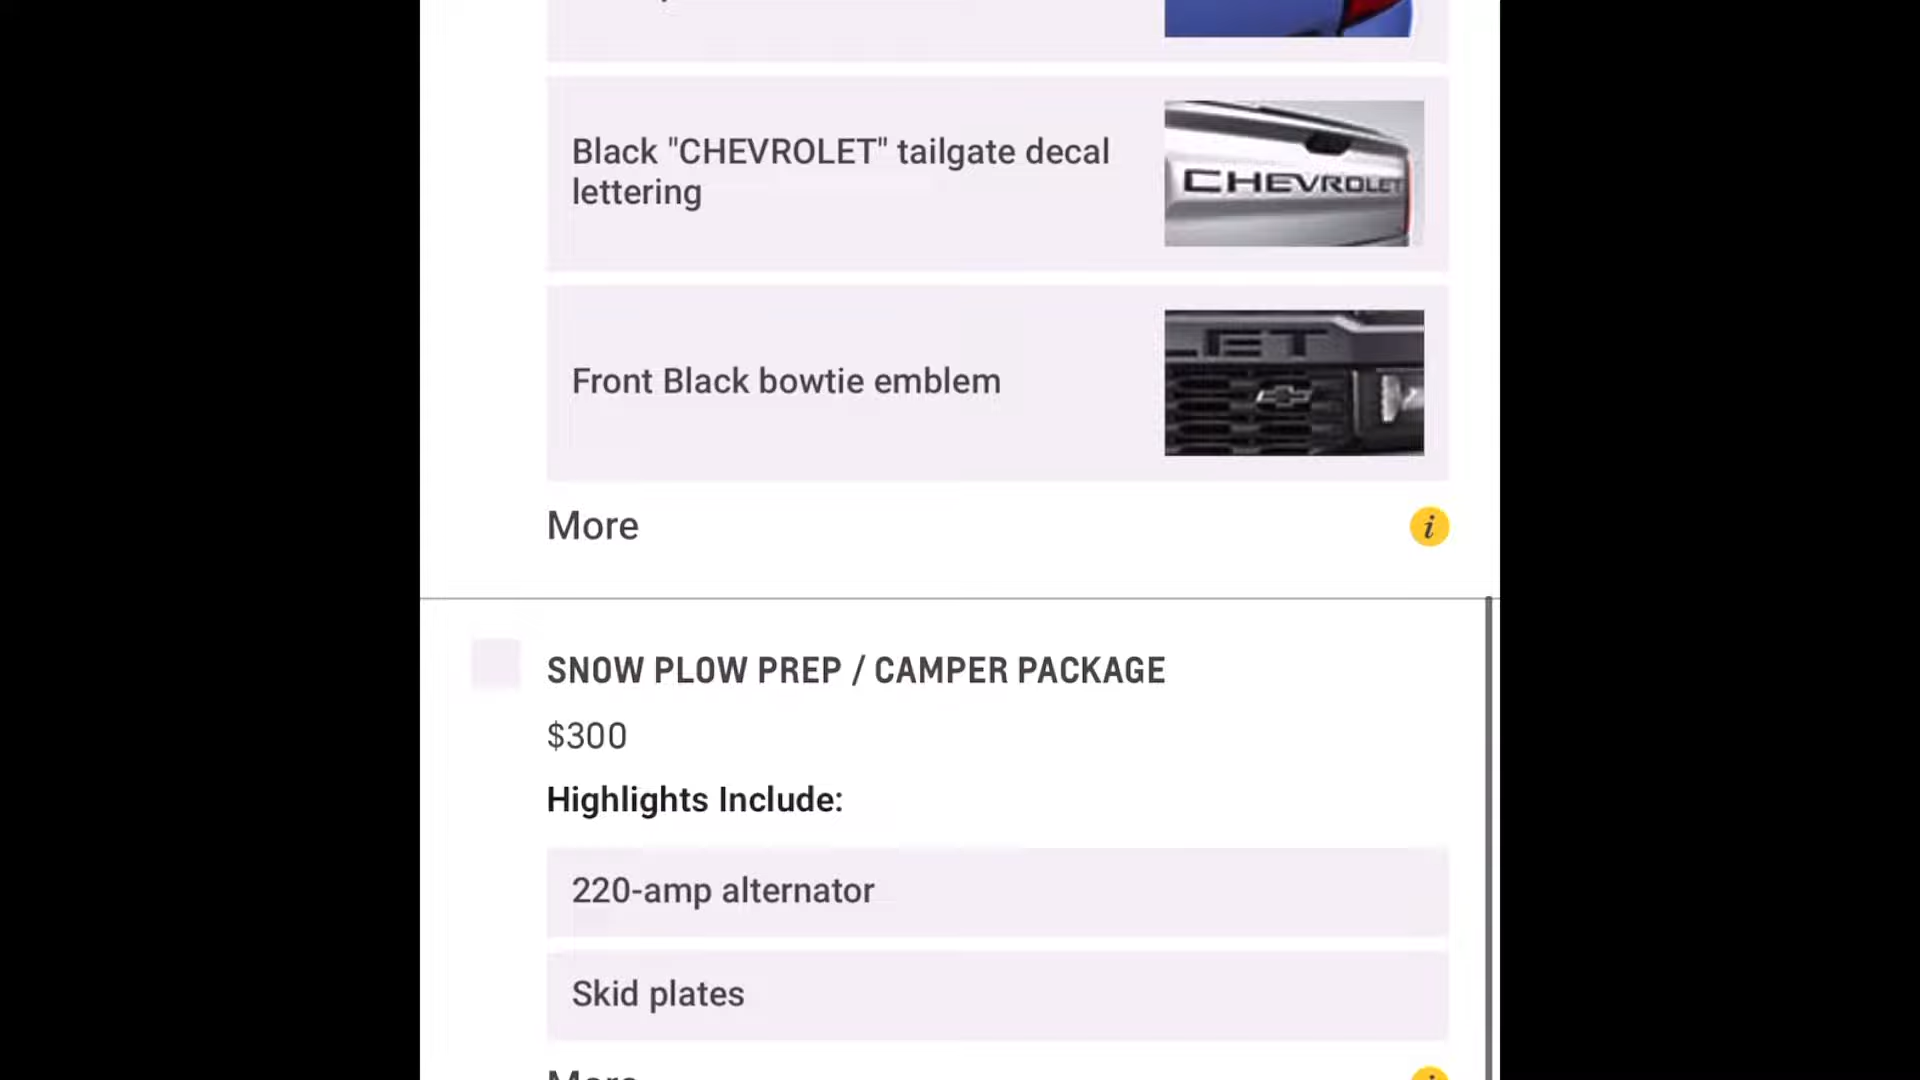 Black "CHEVROLET" tailgate decal
lettering
CHEVROLET
Front Black bowtie emblem
More
SNOW PLOW PREP / CAMPER PACKAGE
$300
Highlights Include:
220-amp alternator
Skid plates
More